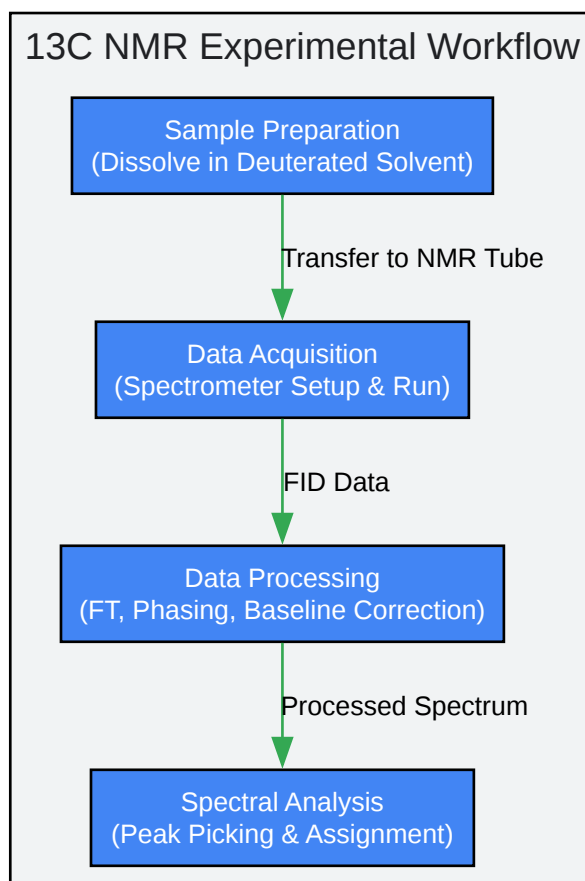 13C NMR Experimental Workflow
Sample Preparation
(Dissolve in Deuterated Solvent)
Transfer to NMR Tube
Data Acquisition
(Spectrometer Setup & Run)
FID Data
Data Processing
(FT, Phasing, Baseline Correction)
Processed Spectrum
Spectral Analysis
(Peak Picking & Assignment)